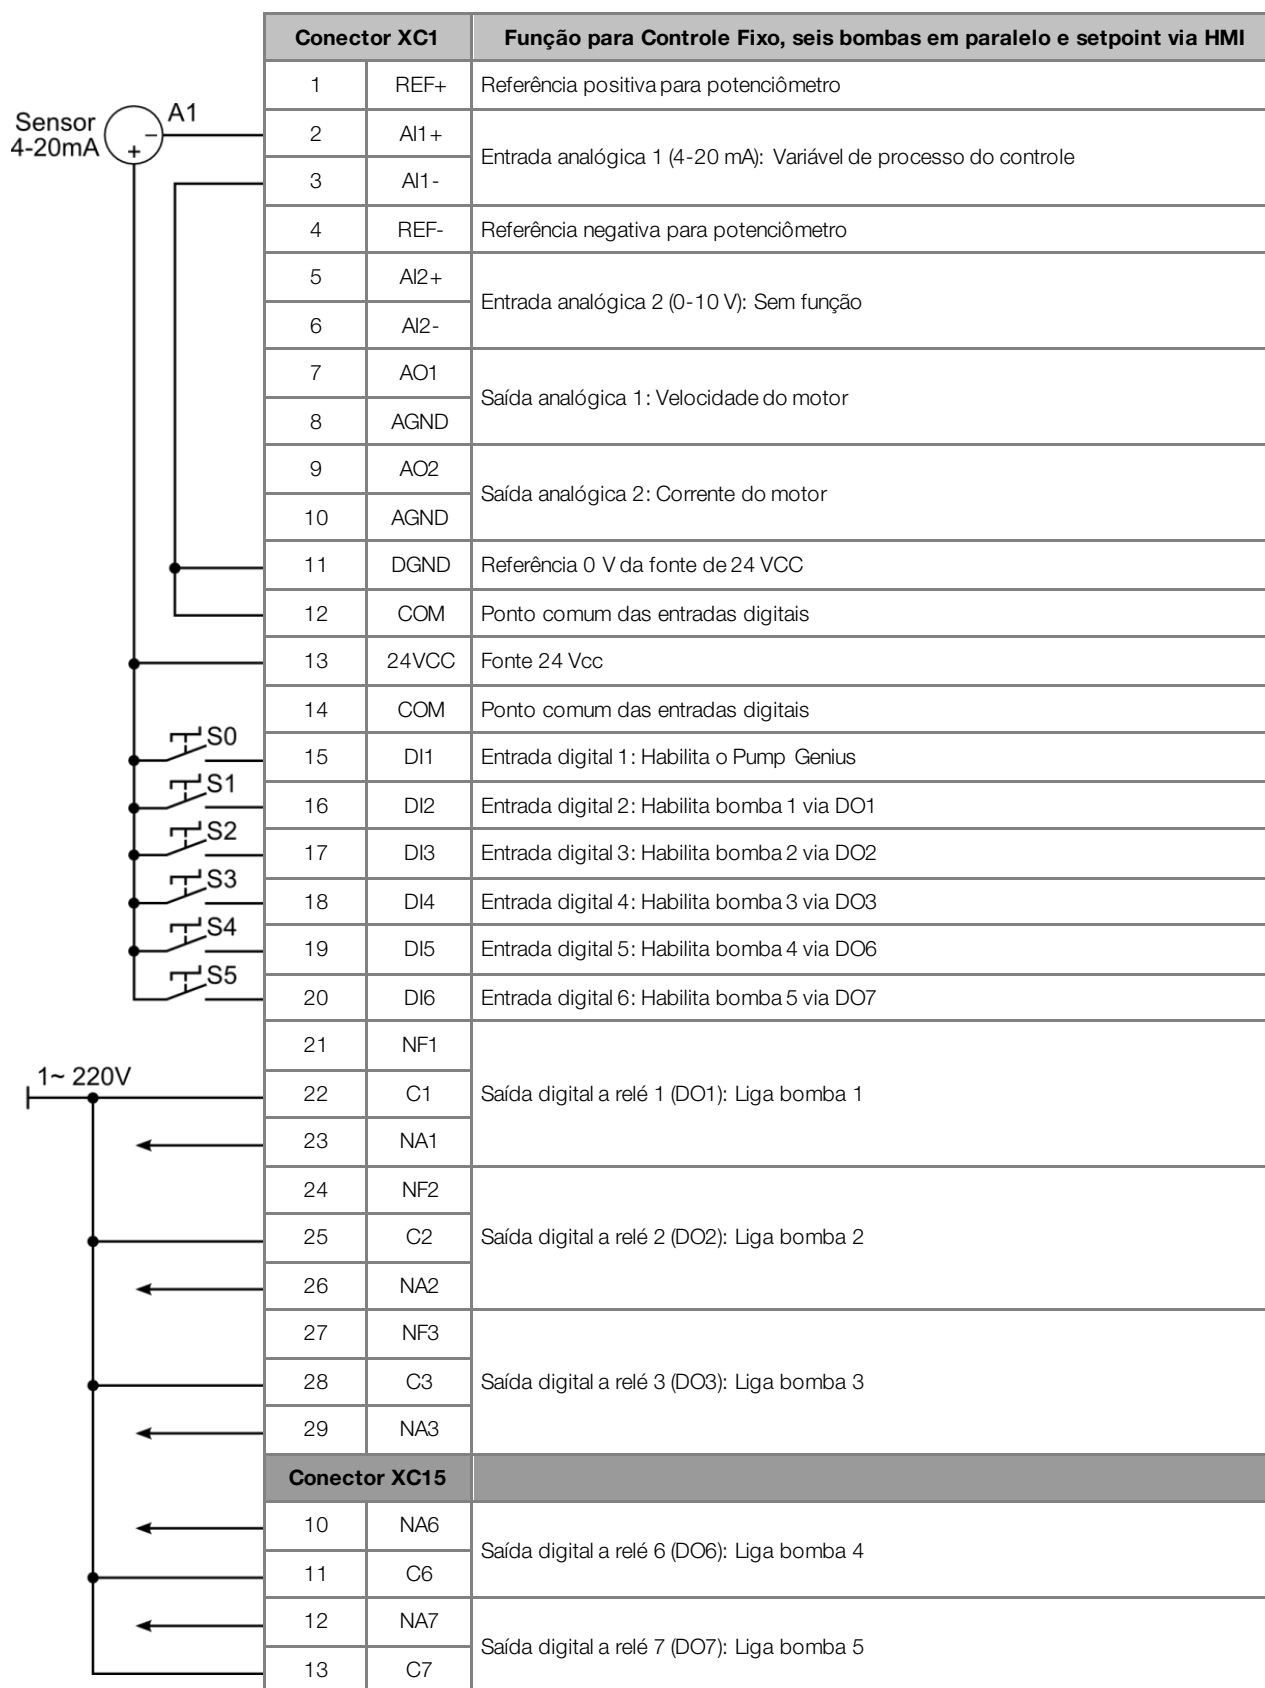 Conector XC1 Função para Controle Fixo, seis bombas em paralelo e setpoint via HMI
1 REF+ Referência positiva para potenciômetro
Sensor
4-20mA
A1
+
−
2 AI1+
Entrada analógica 1 (4-20 mA): Variável de processo do controle
3 AI1-
4 REF- Referência negativa para potenciômetro
5 AI2+
Entrada analógica 2 (0-10 V): Sem função
6 AI2-
7 AO1
Saída analógica 1: Velocidade do motor
8 AGND
9 AO2
Saída analógica 2: Corrente do motor
10 AGND
11 DGND Referência 0 V da fonte de 24 VCC
12 COM Ponto comum das entradas digitais
13 24VCC Fonte 24 Vcc
14 COM Ponto comum das entradas digitais
S0 15 DI1 Entrada digital 1: Habilita o Pump Genius
S1 16 DI2 Entrada digital 2: Habilita bomba 1 via DO1
S2 17 DI3 Entrada digital 3: Habilita bomba 2 via DO2
S3 18 DI4 Entrada digital 4: Habilita bomba 3 via DO3
S4 19 DI5 Entrada digital 5: Habilita bomba 4 via DO6
S5 20 DI6 Entrada digital 6: Habilita bomba 5 via DO7
21 NF1
1~ 220V
22 C1 Saída digital a relé 1 (DO1): Liga bomba 1
23 NA1
24 NF2
25 C2 Saída digital a relé 2 (DO2): Liga bomba 2
26 NA2
27 NF3
28 C3 Saída digital a relé 3 (DO3): Liga bomba 3
29 NA3
Conector XC15
10 NA6
Saída digital a relé 6 (DO6): Liga bomba 4
11 C6
12 NA7
Saída digital a relé 7 (DO7): Liga bomba 5
13 C7